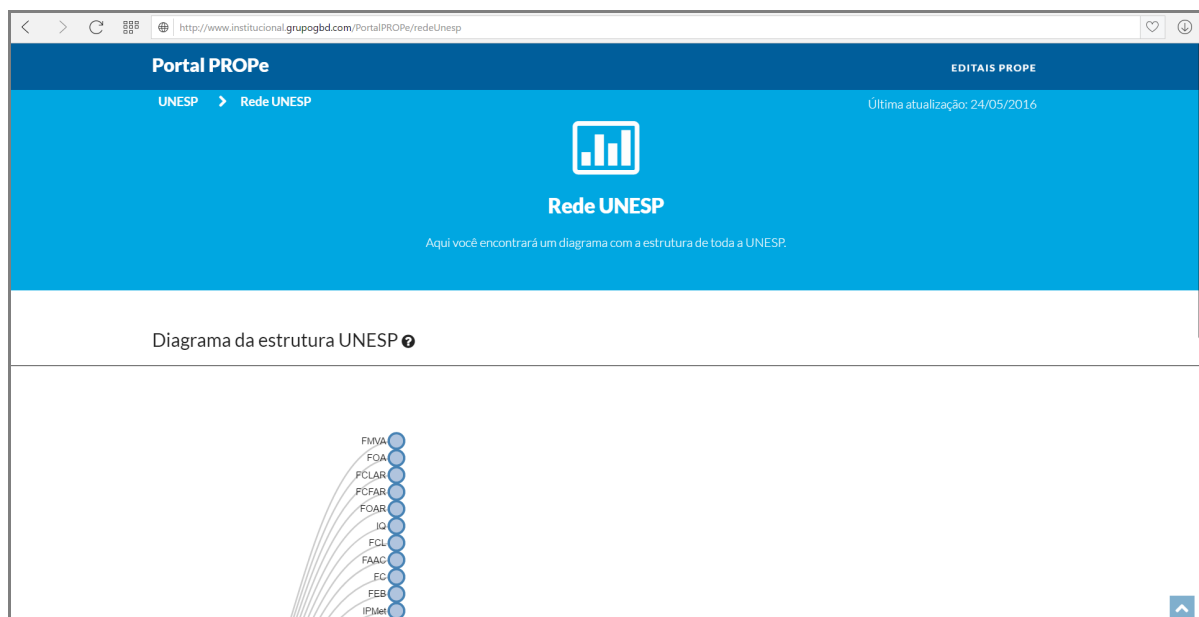 http://www.institucional.grupogbd.com/PortalPROPe/redeUnesp
Portal PROPe
EDITAIS PROPE
UNESP
Rede UNESP
Última atualização: 24/05/2016
Rede UNESP
Aqui você encontrará um diagrama com a estrutura de toda a UNESP.
Diagrama da estrutura UNESP
FMVA
FOA
FCLAR
FCFAR
FOAR
IQ
FCL
FAAC
FC
FEB
IPMet